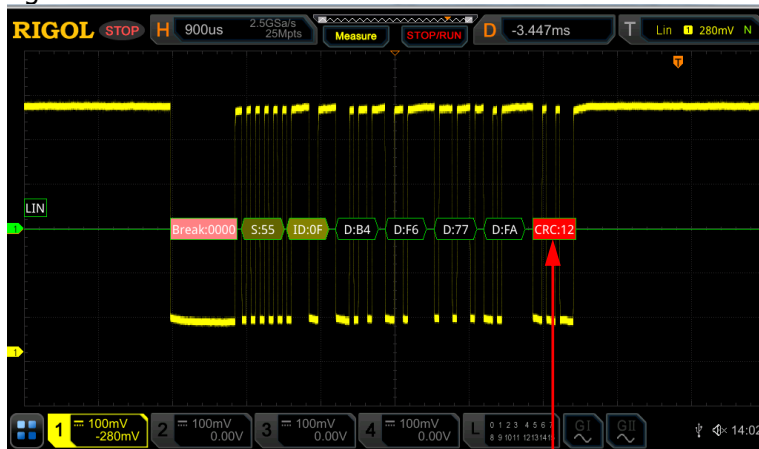 RIGOL STOP H 900us 2.5GSa/s 25Mpts Measure STOP/RUN D -3.447ms T Lin 1 280mV N
T
LIN
1 Break:0000 S:55 ID:0F D:B4 D:F6 D:77 D:FA CRC:12
1
1 100mV -280mV 2 100mV 0.00V 3 100mV 0.00V 4 100mV 0.00V L 0 1 2 3 4 5 6 7 8 9 10 11 12 13 14 GI GII 14:02